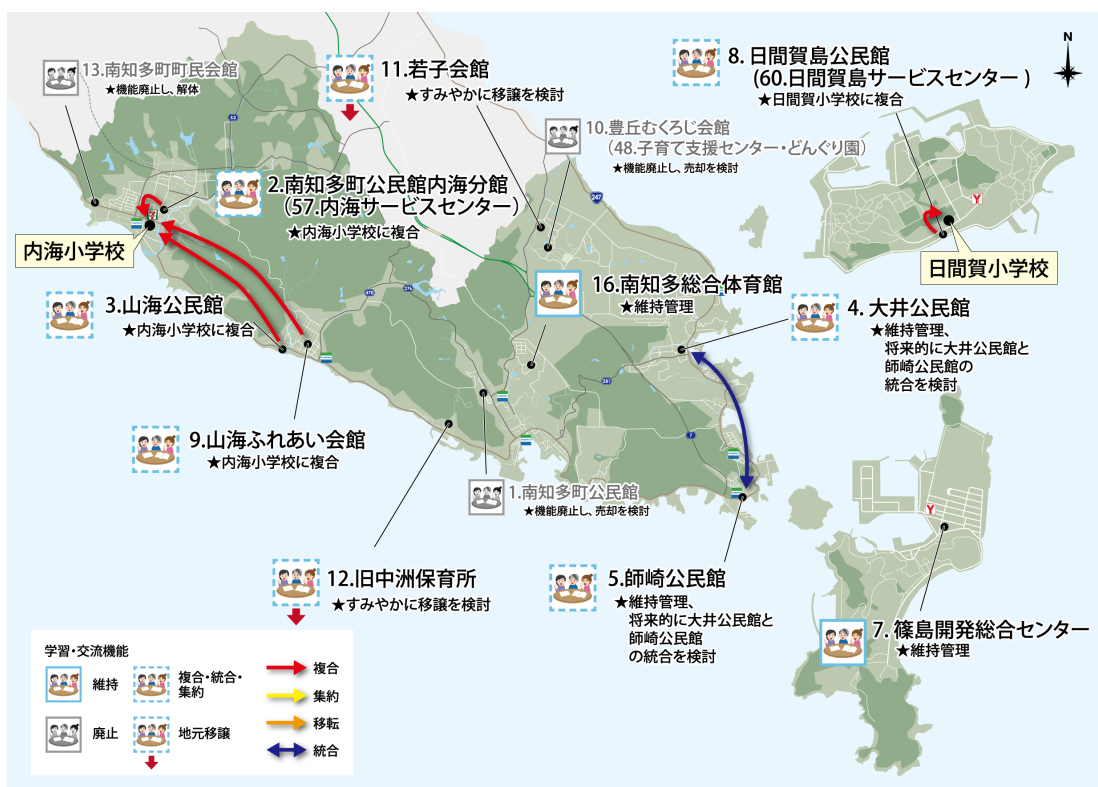 13.南知多町町民会館
★機能廃止し、解体
11.若子会館
★すみやかに移譲を検討
8. 日間賀島公民館
(60.日間賀島サービスセンター )
★日間賀小学校に複合
N
10.豊丘むくろじ会館
(48.子育て支援センター・どんぐり園)
★機能廃止し、売却を検討
52
247
2.南知多町公民館内海分館
(57.内海サービスセンター)
★内海小学校に複合
内海小学校
日間賀小学校
3.山海公民館
★内海小学校に複合
16.南知多総合体育館
★維持管理
4. 大井公民館
★維持管理、
将来的に大井公民館と
師崎公民館の
統合を検討
470
276
281
7
9.山海ふれあい会館
★内海小学校に複合
1.南知多町公民館
★機能廃止し、売却を検討
12.旧中洲保育所
★すみやかに移譲を検討
5.師崎公民館
★維持管理、
将来的に大井公民館と
師崎公民館
の統合を検討
7. 篠島開発総合センター
★維持管理
学習・交流機能
維持
複合・統合・
集約
廃止
地元移譲
複合
集約
移転
統合